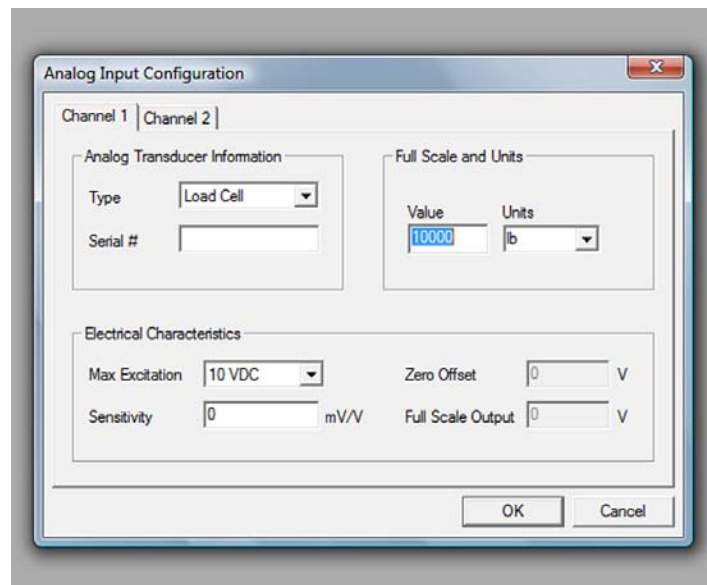 Analog Input Configuration
Channel 1 Channel 2
Analog Transducer Information
Type Load Cell
Serial #
Full Scale and Units
Value Units
10000 lb
Electrical Characteristics
Max Excitation 10 VDC
Zero Offset 0 V
Sensitivity 0 mV/V
Full Scale Output 0 V
OK Cancel